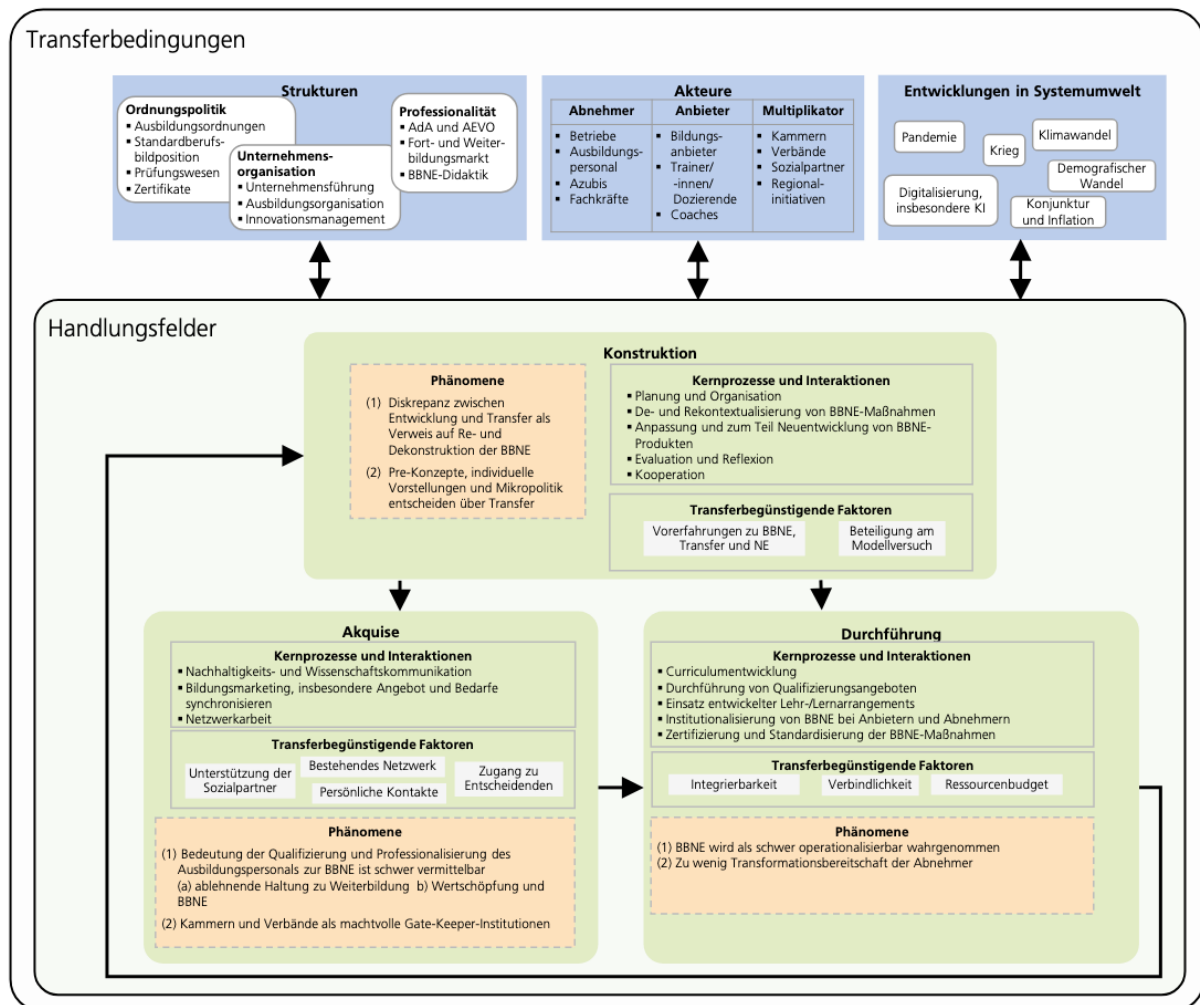 Transferbedingungen
Strukturen
Ordnungspolitik
▪ Ausbildungsordnungen
▪ Standardberufs-
bildposition
▪ Prüfungswesen
▪ Zertifikate
Unternehmens-
organisation
▪ Unternehmensführung
▪ Ausbildungsorganisation
▪ Innovationsmanagement
Professionalität
▪ AdA und AEVO
▪ Fort- und Weiter-
bildungsmarkt
▪ BBNE-Didaktik
Akteure
Abnehmer
▪ Betriebe
▪ Ausbildungs-
personal
▪ Azubis
▪ Fachkräfte
Anbieter
▪ Bildungs-
anbieter
▪ Trainer/
-innen/
Dozierende
▪ Coaches
Multiplikator
▪ Kammern
▪ Verbände
▪ Sozialpartner
▪ Regional-
initiativen
Entwicklungen in Systemumwelt
Pandemie
Krieg
Klimawandel
Demografischer
Wandel
Digitalisierung,
insbesondere KI
Konjunktur
und Inflation
Handlungsfelder
Konstruktion
Phänomene
(1) Diskrepanz zwischen
Entwicklung und Transfer als
Verweis auf Re- und
Dekonstruktion der BBNE
(2) Pre-Konzepte, individuelle
Vorstellungen und Mikropolitik
entscheiden über Transfer
Kernprozesse und Interaktionen
▪ Planung und Organisation
▪ De- und Rekontextualisierung von BBNE-Maßnahmen
▪ Anpassung und zum Teil Neuentwicklung von BBNE-
Produkten
▪ Evaluation und Reflexion
▪ Kooperation
Transferbegünstigende Faktoren
Vorerfahrungen zu BBNE,
Transfer und NE
Beteiligung am
Modellversuch
Akquise
Kernprozesse und Interaktionen
▪ Nachhaltigkeits- und Wissenschaftskommunikation
▪ Bildungsmarketing, insbesondere Angebot und Bedarfe
synchronisieren
▪ Netzwerkarbeit
Transferbegünstigende Faktoren
Unterstützung der
Sozialpartner
Bestehendes Netzwerk
Persönliche Kontakte
Zugang zu
Entscheidenden
Phänomene
(1) Bedeutung der Qualifizierung und Professionalisierung des
Ausbildungspersonals zur BBNE ist schwer vermittelbar
(a) ablehnende Haltung zu Weiterbildung b) Wertschöpfung und
BBNE
(2) Kammern und Verbände als machtvolle Gate-Keeper-Institutionen
Durchführung
Kernprozesse und Interaktionen
▪ Curriculumentwicklung
▪ Durchführung von Qualifizierungsangeboten
▪ Einsatz entwickelter Lehr-/Lernarrangements
▪ Institutionalisierung von BBNE bei Anbietern und Abnehmern
▪ Zertifizierung und Standardisierung der BBNE-Maßnahmen
Transferbegünstigende Faktoren
Integrierbarkeit
Verbindlichkeit
Ressourcenbudget
Phänomene
(1) BBNE wird als schwer operationalisierbar wahrgenommen
(2) Zu wenig Transformationsbereitschaft der Abnehmer